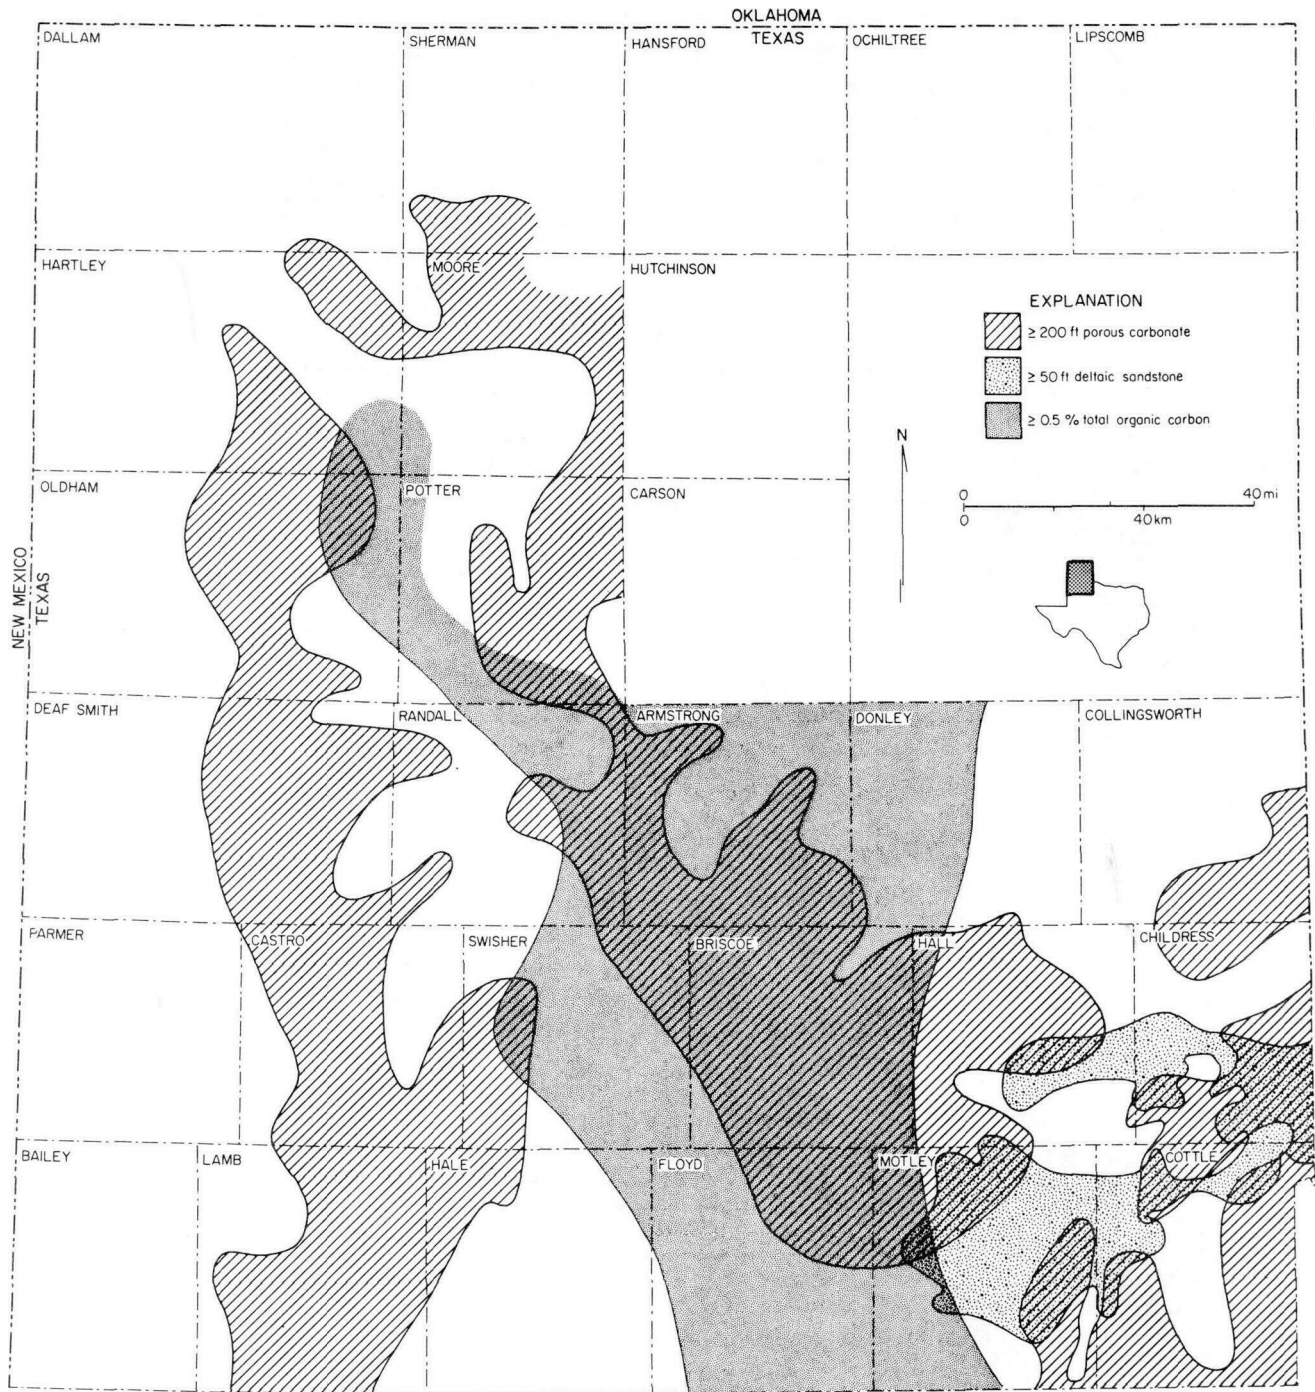 OKLAHOMA
TEXAS
DALLAM
SHERMAN
HANSFORD
OCHILTREE
LIPSCOMB
HARTLEY
MOORE
HUTCHINSON
EXPLANATION
≥ 200 ft porous carbonate
≥ 50 ft deltaic sandstone
≥ 0.5 % total organic carbon
N
OLDHAM
POTTER
CARSON
0 40 mi
0 40 km
NEW MEXICO
TEXAS
DEAF SMITH
RANDALL
ARMSTRONG
DONLEY
COLLINGSWORTH
PARMER
CASTRO
SWISHER
BRISCOE
HALL
CHILDRESS
BAILEY
LAMB
HALE
FLOYD
MOTLEY
COTTLE